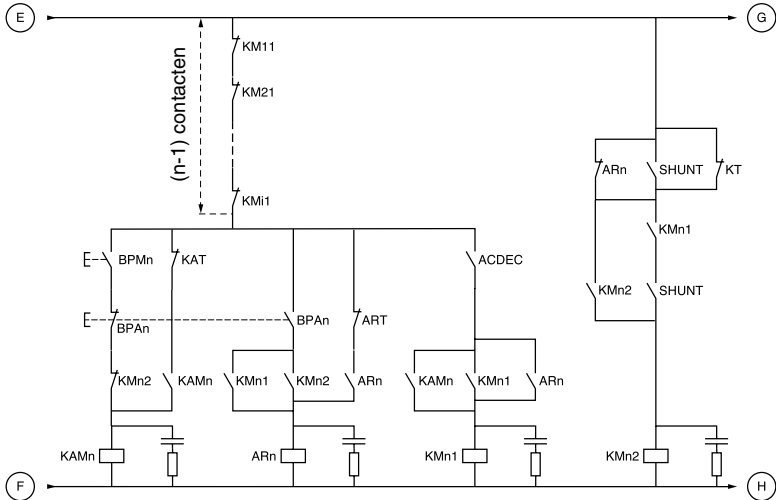 E
G
KM11
KM21
(n-1) contacten
KMi1
ARn
SHUNT
KT
KMn1
BPMn
KAT
ACDEC
KMn2
SHUNT
BPAn
BPAn
ART
KMn2
KAMn
KMn1
KMn2
ARn
KAMn
KMn1
ARn
KAMn
ARn
KMn1
KMn2
F
H